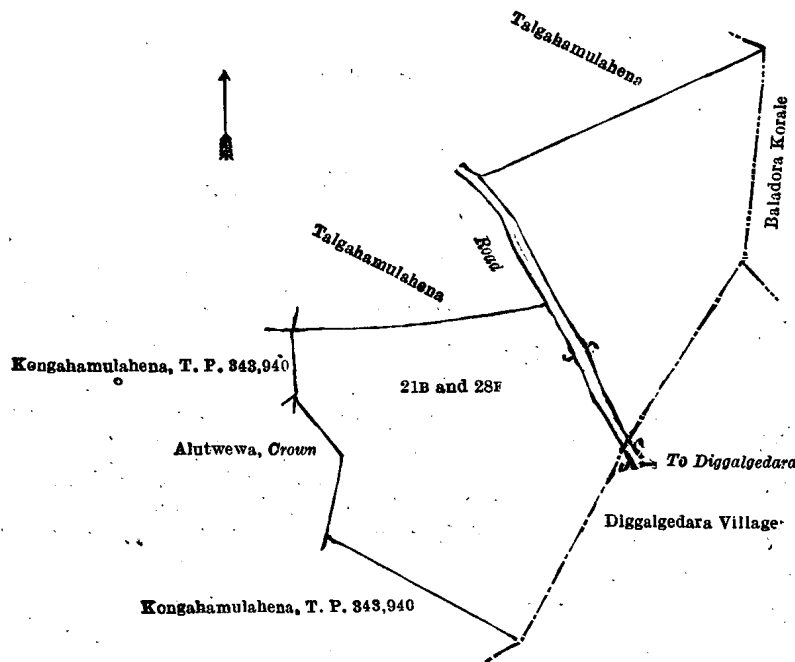 Talgahamulahena
Baladora Korale
Road
Talgahamulahena
Kongahamulahena, T. P. 343,940
21B and 28F
Alutwewa, Crown
To Diggalgedara
Diggalgedara Village
Kongahamulahena, T. P. 343,940